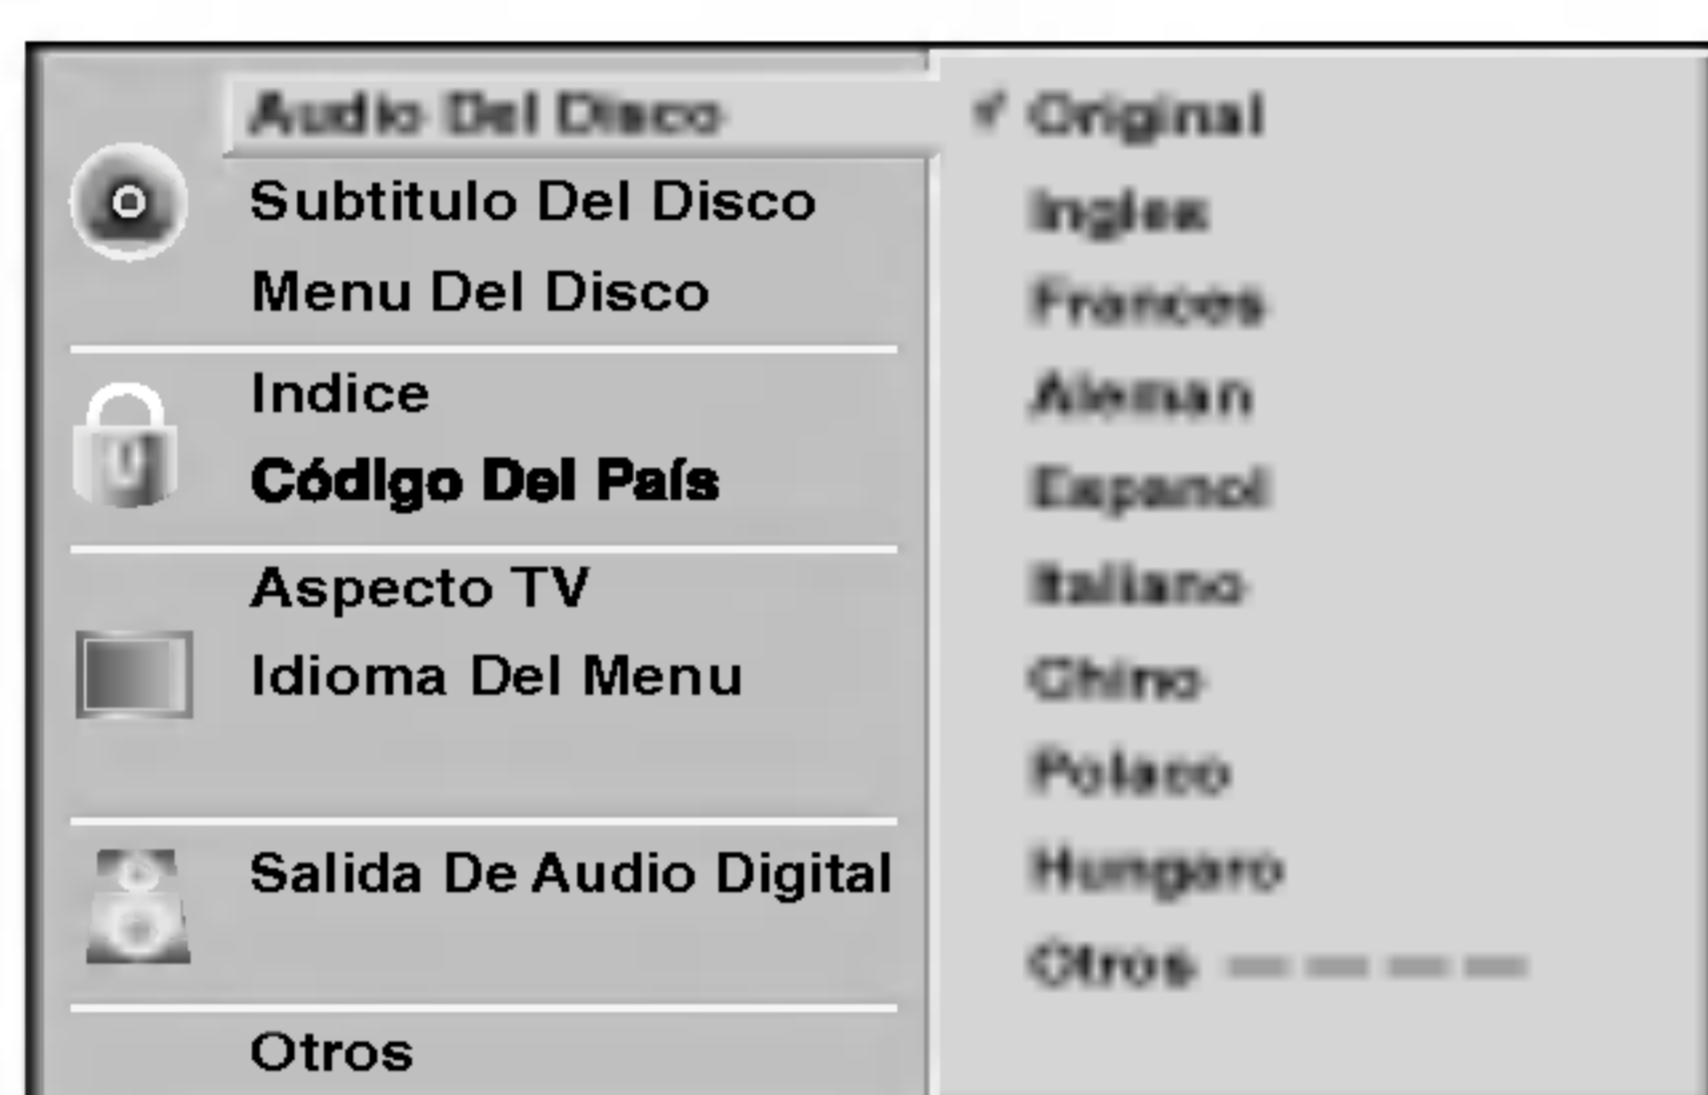 Audio Del Disco
Subtitulo Del Disco
Menu Del Disco
Indice
Código Del País
Aspecto TV
Idioma Del Menu
Salida De Audio Digital
Otros
Original
Ingles
Frances
Aleman
Espanol
Italiano
Chino
Polaco
Hungaro
Otros – – – –